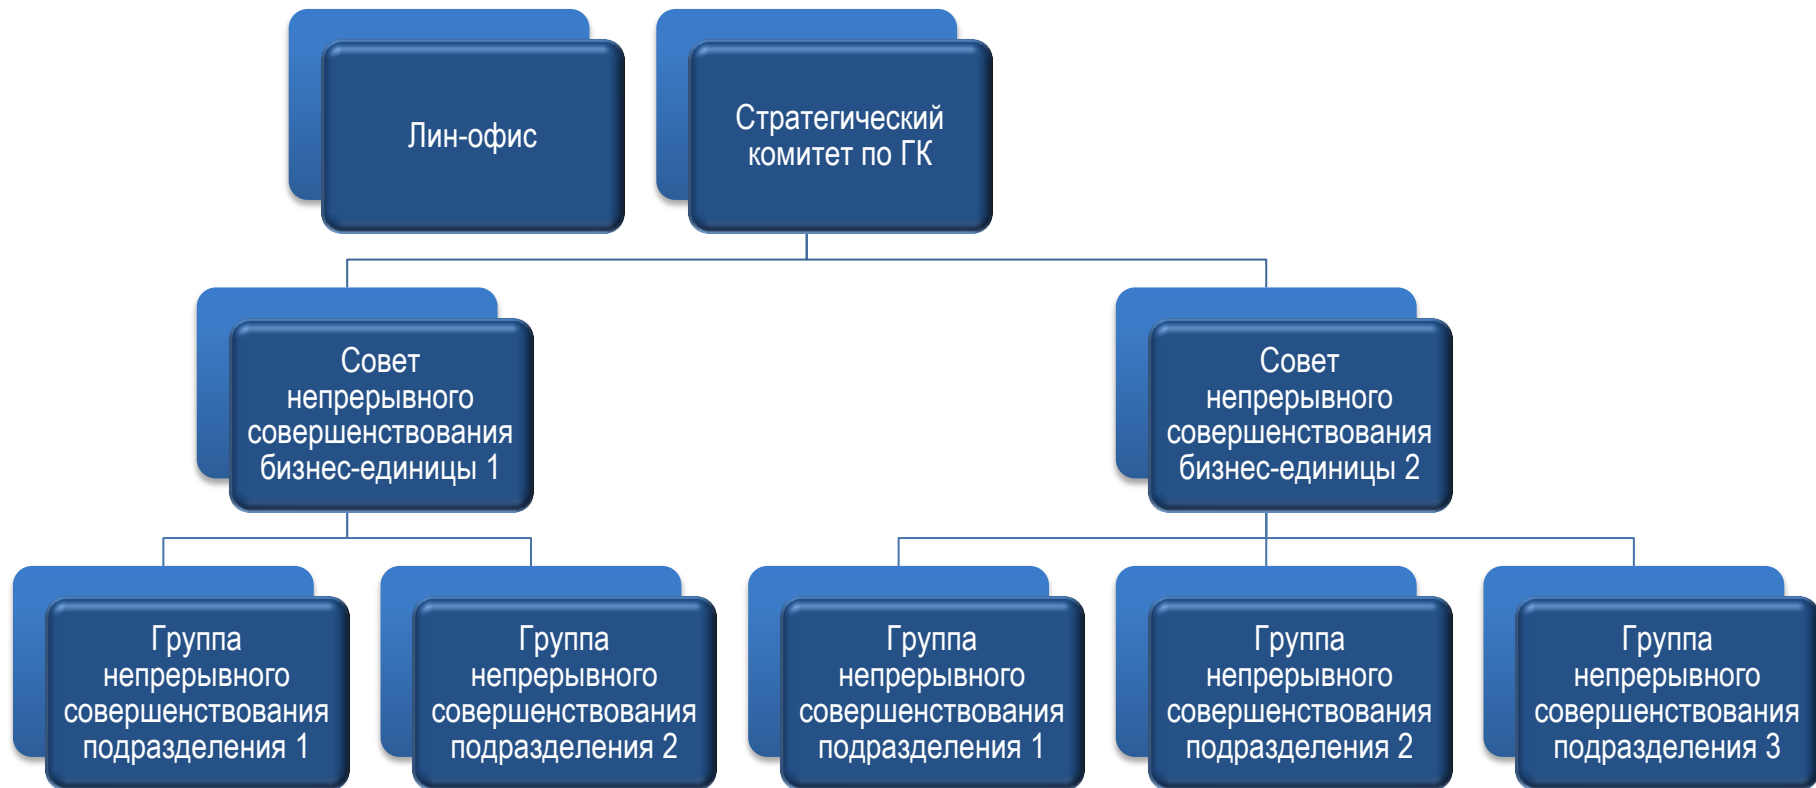 Лин-офис
Стратегический
комитет по ГК
Совет
непрерывного
совершенствования
бизнес-единицы 1
Совет
непрерывного
совершенствования
бизнес-единицы 2
Группа
непрерывного
совершенствования
подразделения 1
Группа
непрерывного
совершенствования
подразделения 2
Группа
непрерывного
совершенствования
подразделения 1
Группа
непрерывного
совершенствования
подразделения 2
Группа
непрерывного
совершенствования
подразделения 3